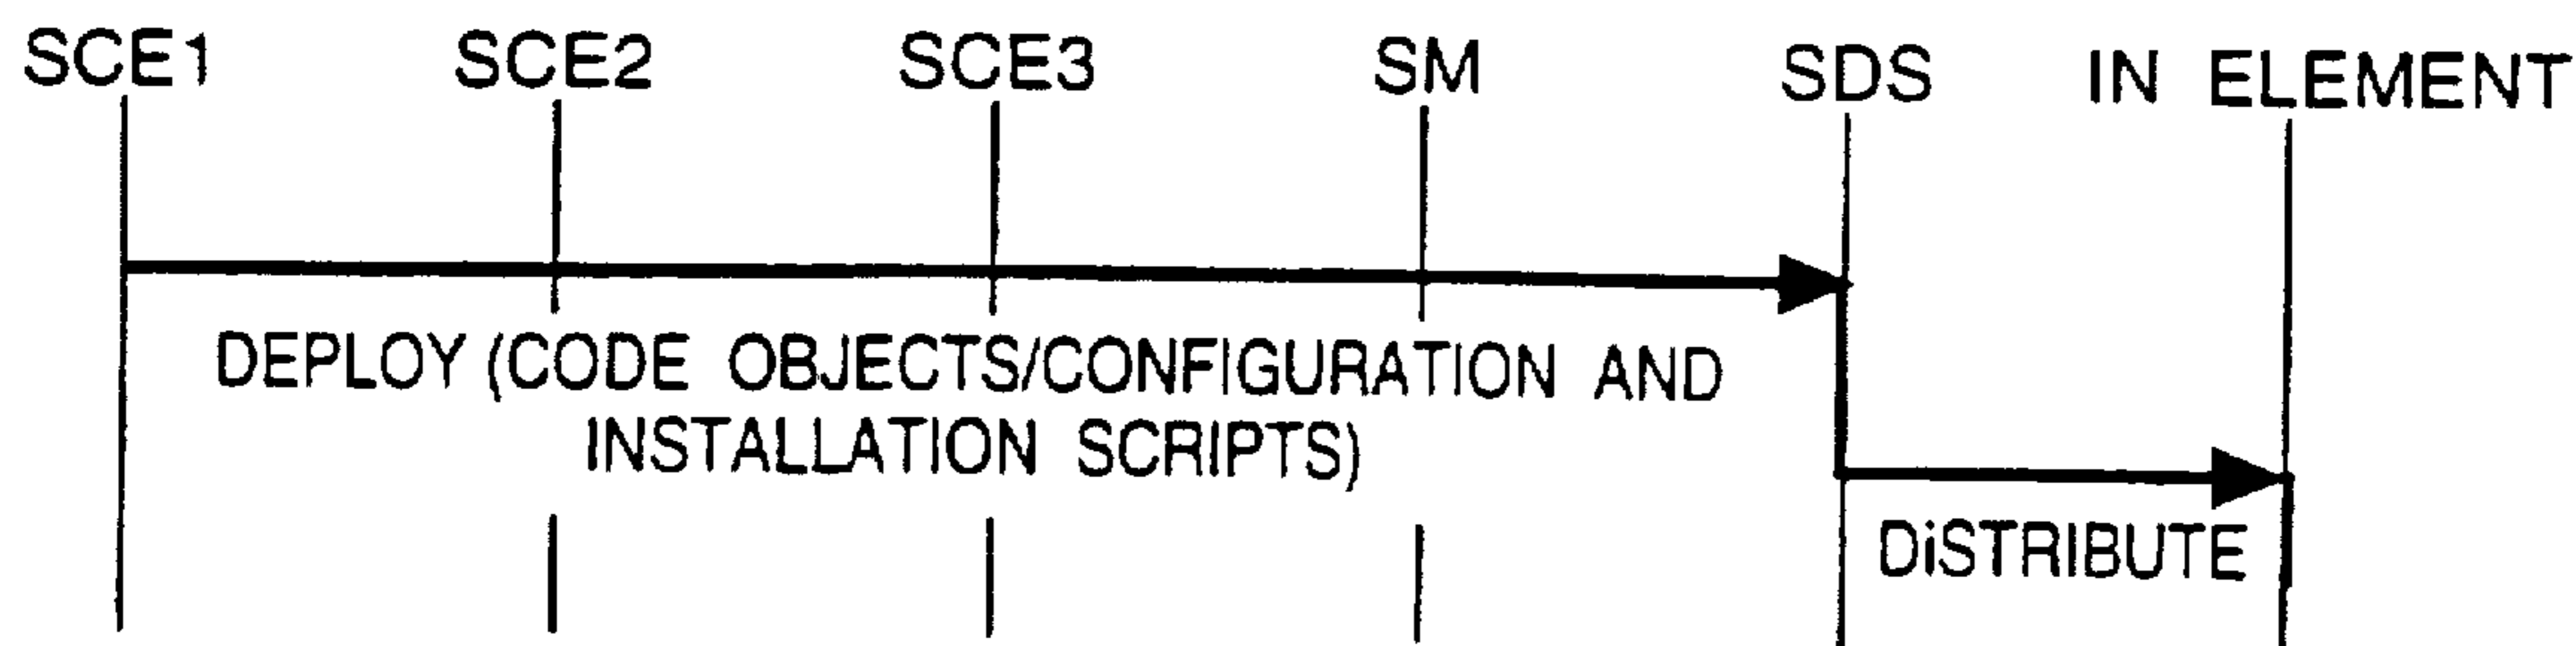 SCE1 SCE2 SCE3 SM SDS IN ELEMENT
DEPLOY (CODE OBJECTS/CONFIGURATION AND
INSTALLATION SCRIPTS)
DiSTRIBUTE